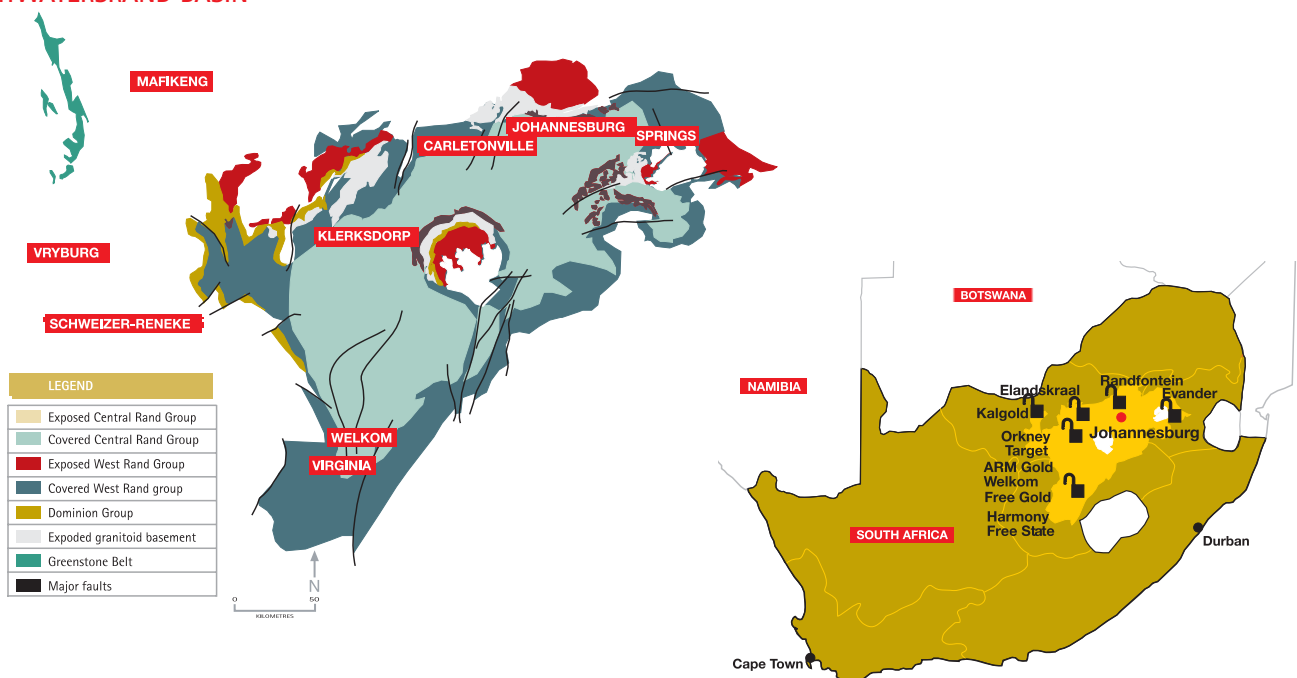 WATERSRAND BASIN
MAFIKENG
JOHANNESBURG
SPRINGS
CARLETONVILLE
KLERKSDORP
VRYBURG
SCHWEIZER-RENEKE
WELKOM
VIRGINIA
LEGEND
Exposed Central Rand Group
Covered Central Rand Group
Exposed West Rand Group
Covered West Rand group
Dominion Group
Expoded granitoid basement
Greenstone Belt
Major faults
N
0
50
KILOMETRES
BOTSWANA
NAMIBIA
Elandskraal
Randfontein
Evander
Kalgold
Johannesburg
Orkney
Target
ARM Gold
Welkom
Free Gold
Harmony
Free State
SOUTH AFRICA
Durban
Cape Town